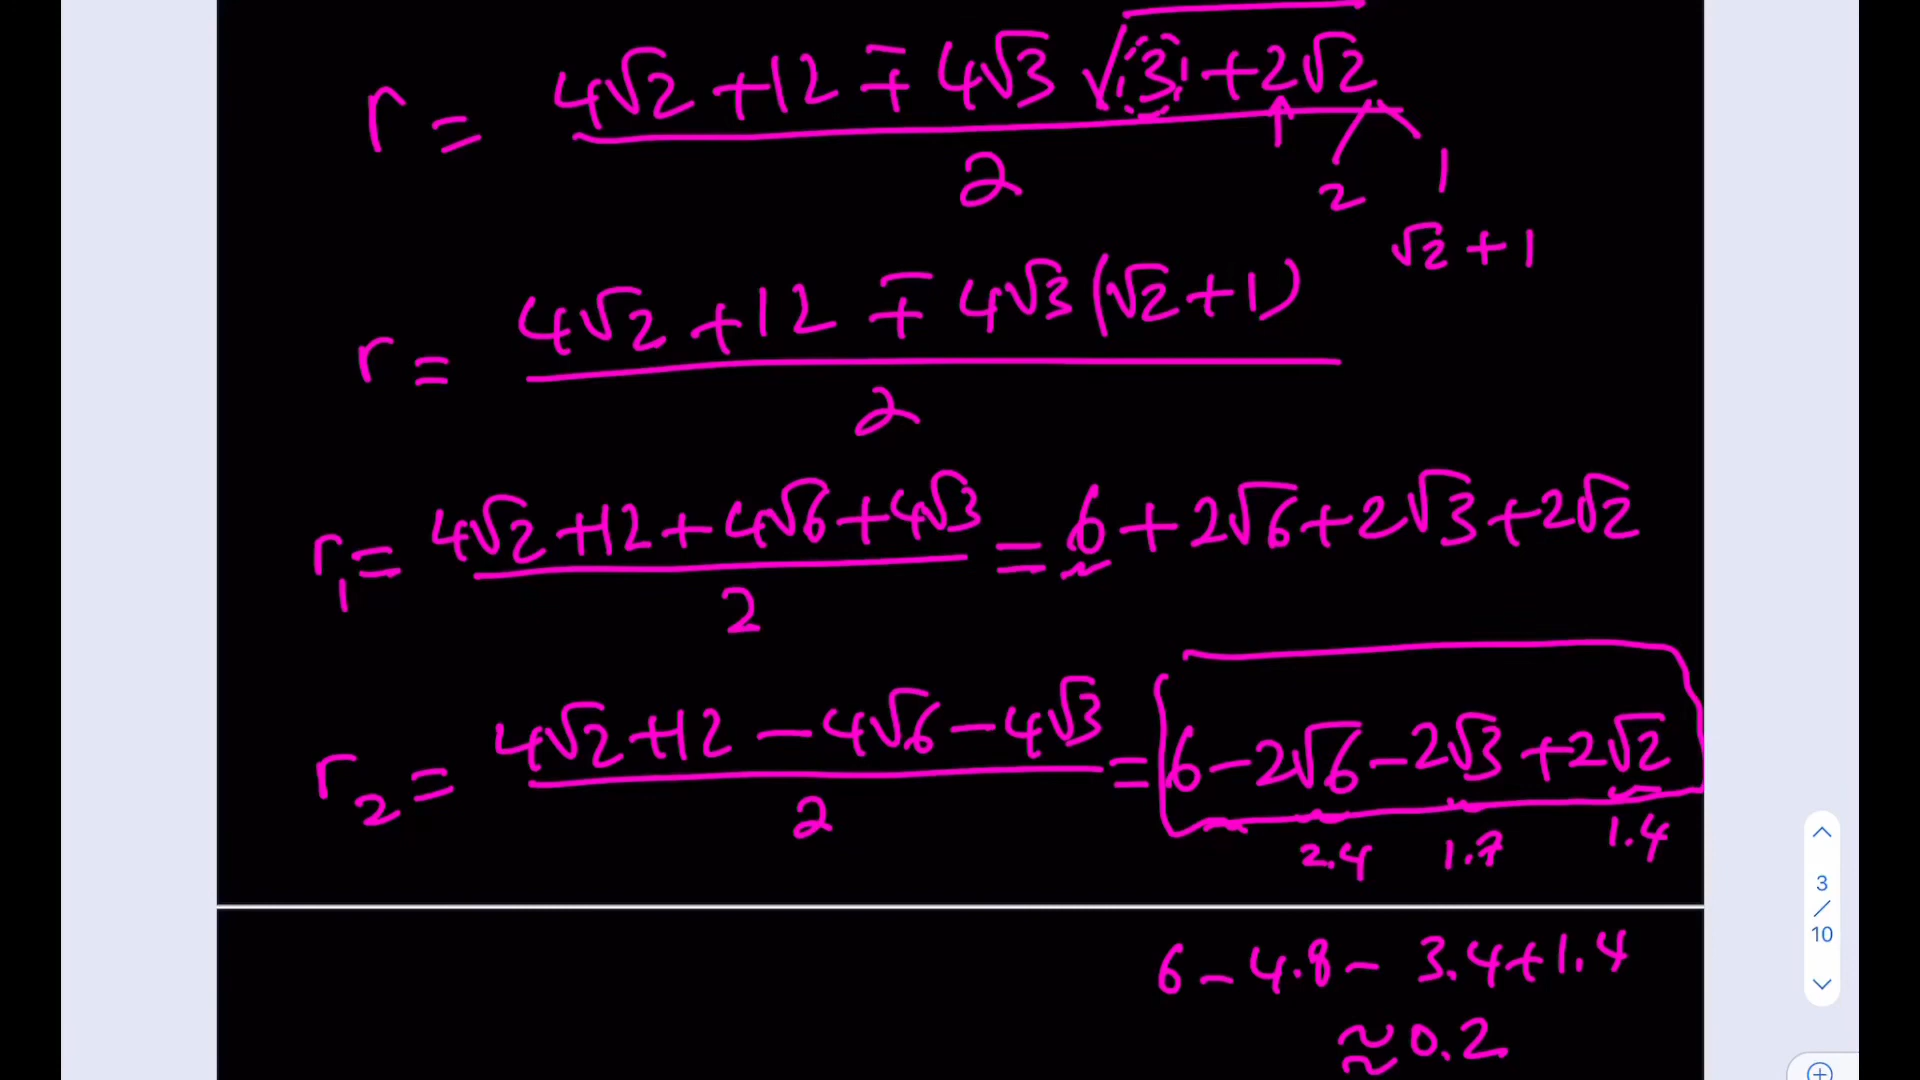 r = (4√2 + 12 ∓ 4√3 √(3 + 2√2)) / 2
2 1
√2 + 1
r = (4√2 + 12 ∓ 4√3(√2 + 1)) / 2
r₁ = (4√2 + 12 + 4√6 + 4√3) / 2 = 6 + 2√6 + 2√3 + 2√2
r₂ = (4√2 + 12 − 4√6 − 4√3) / 2 = 6 − 2√6 − 2√3 + 2√2
2.4 1.7 1.4
6 − 4.8 − 3.4 + 1.4
≈ 0.2
3
/
10